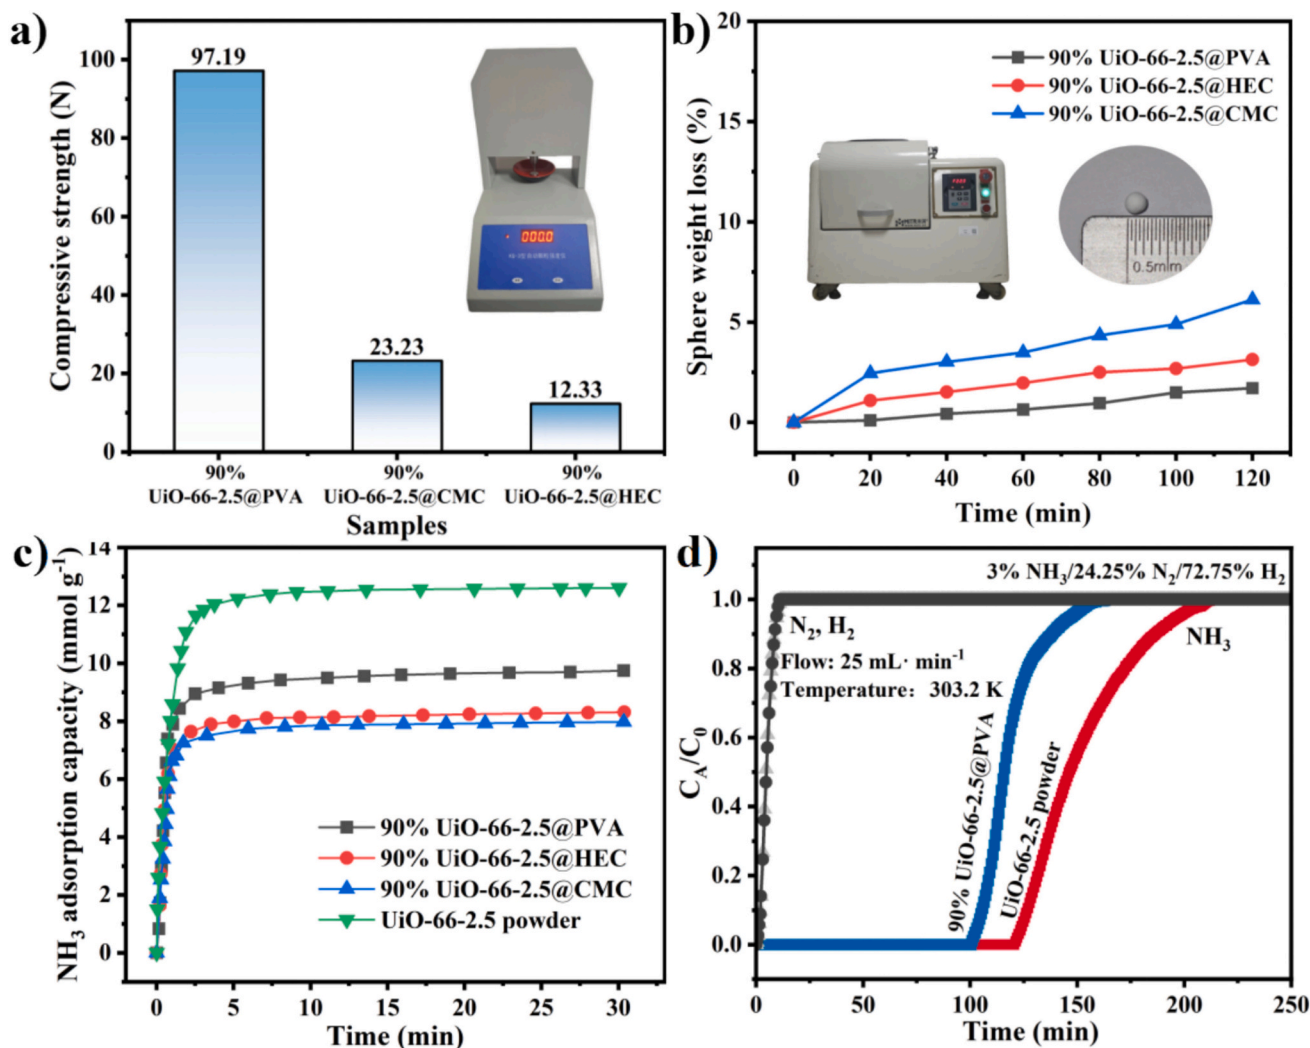 a)
Compressive strength (N)
100
80
60
40
20
0
97.19
23.23
12.33
000.0
90%
UiO-66-2.5@PVA
90%
UiO-66-2.5@CMC
90%
UiO-66-2.5@HEC
Samples
b)
Sphere weight loss (%)
20
15
10
5
0
90% UiO-66-2.5@PVA
90% UiO-66-2.5@HEC
90% UiO-66-2.5@CMC
0.5mm
0 20 40 60 80 100 120
Time (min)
c)
NH₃ adsorption capacity (mmol g⁻¹)
14
12
10
8
6
4
2
0
90% UiO-66-2.5@PVA
90% UiO-66-2.5@HEC
90% UiO-66-2.5@CMC
UiO-66-2.5 powder
0 5 10 15 20 25 30
Time (min)
d)
C_A/C₀
1.0
0.8
0.6
0.4
0.2
0.0
3% NH₃/24.25% N₂/72.75% H₂
N₂, H₂
NH₃
Flow: 25 mL· min⁻¹
Temperature：303.2 K
90% UiO-66-2.5@PVA
UiO-66-2.5 powder
0 50 100 150 200 250
Time (min)